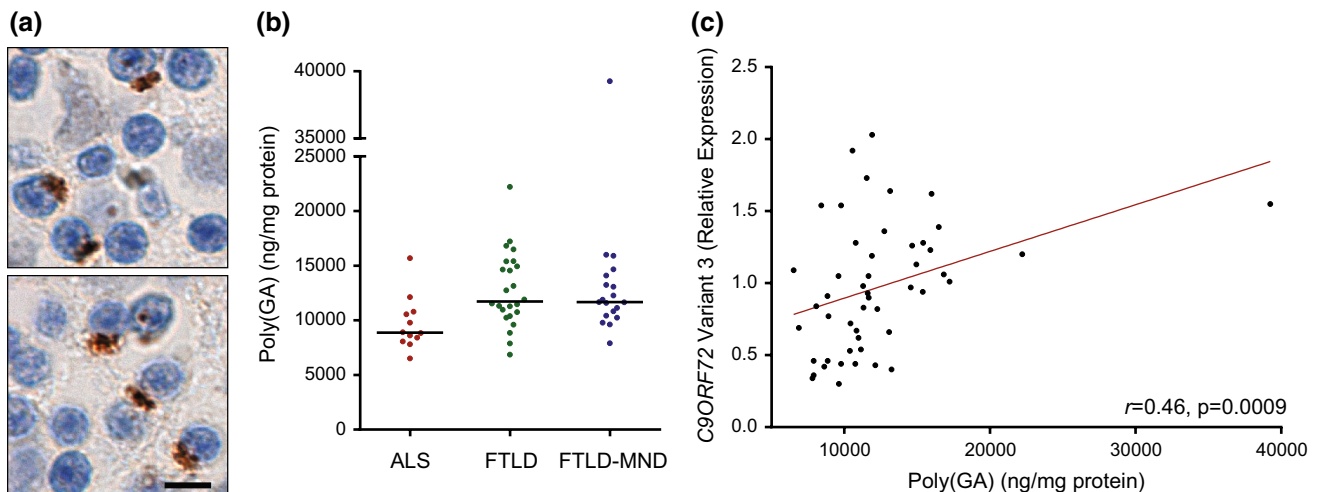 (a)
(b)
Poly(GA) (ng/mg protein)
40000
35000
25000
20000
15000
10000
5000
0
ALS
FTLD
FTLD-MND
(c)
C9ORF72 Variant 3 (Relative Expression)
2.5
2.0
1.5
1.0
0.5
0.0
r=0.46, p=0.0009
10000
20000
30000
40000
Poly(GA) (ng/mg protein)